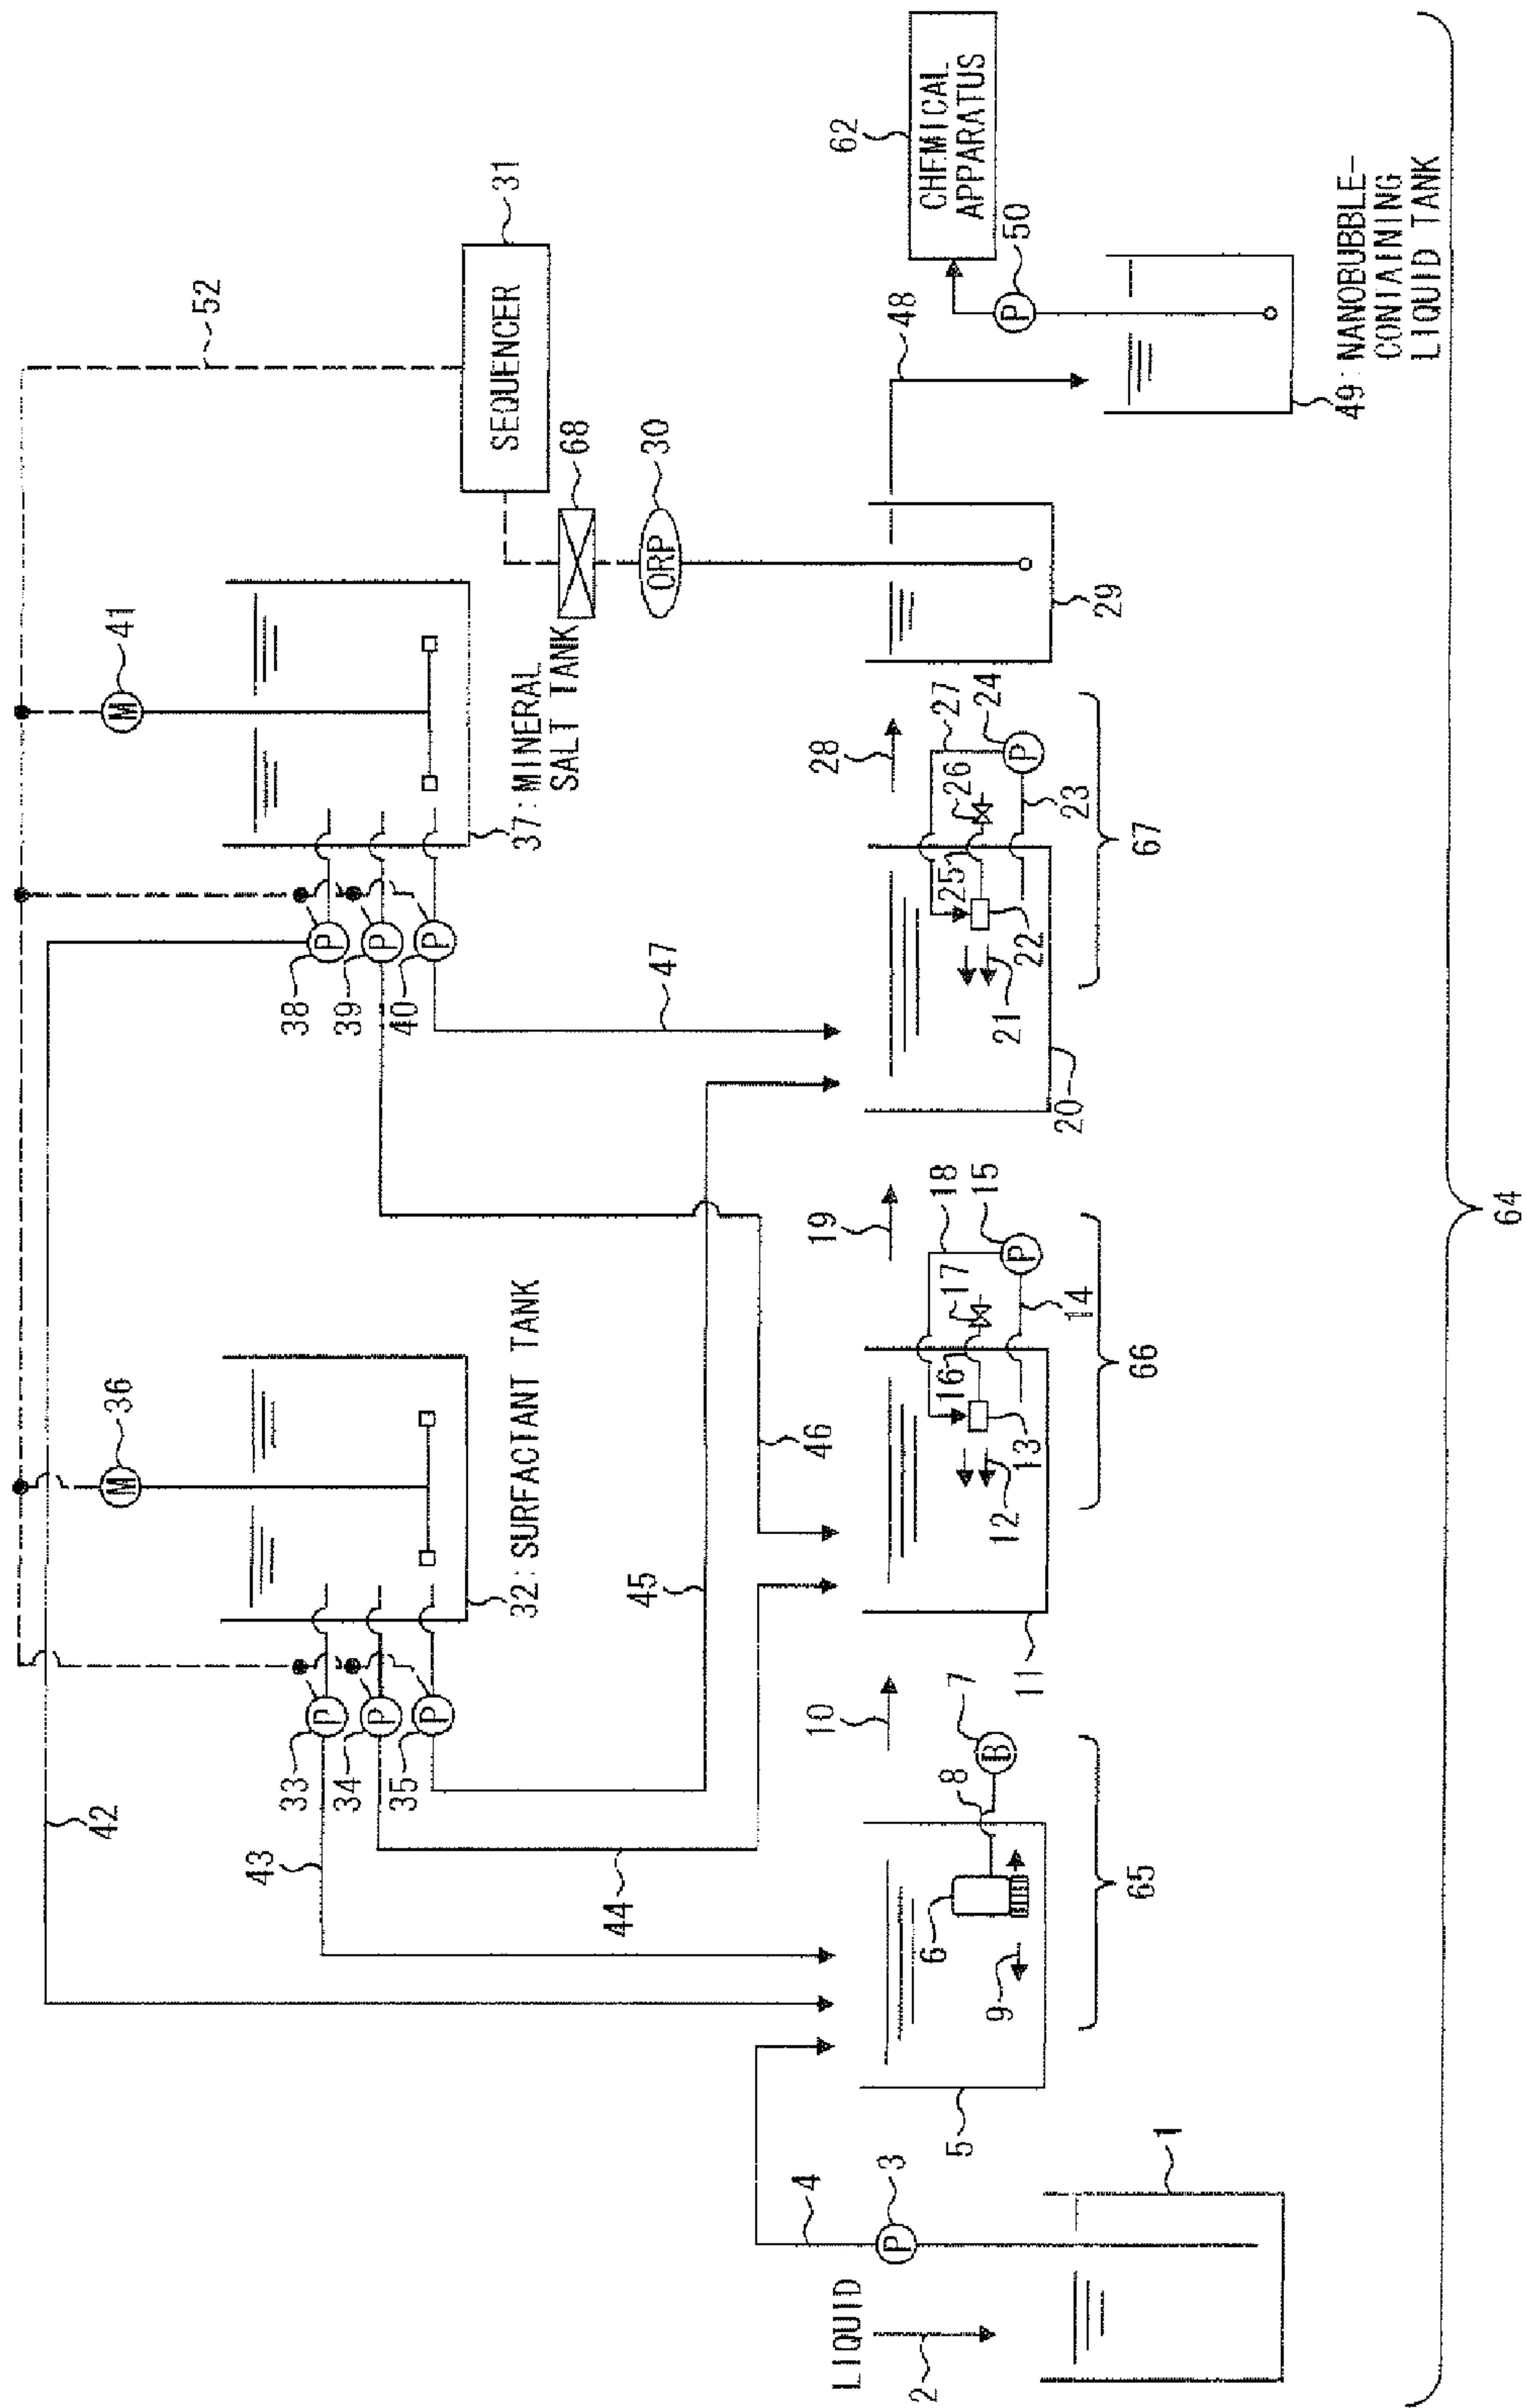 52
41
36
SEQUENCER
31
68
ORP
30
M
M
37:MINERAL
SALT TANK
32:SURFACTANT TANK
P
P
P
38
39
40
P
P
P
33
34
35
42
43
44
45
46
47
48
CHEMICAL
APPARATUS
62
P
50
49:NANOBUBBLE-
CONIAINING
LIQUID TANK
29
28
27
24
P
26
25
23
22
21
20
67
19
18
15
P
17
16
14
13
12
11
66
10
7
B
8
6
9
5
65
4
3
P
LIQUID
2
1
64